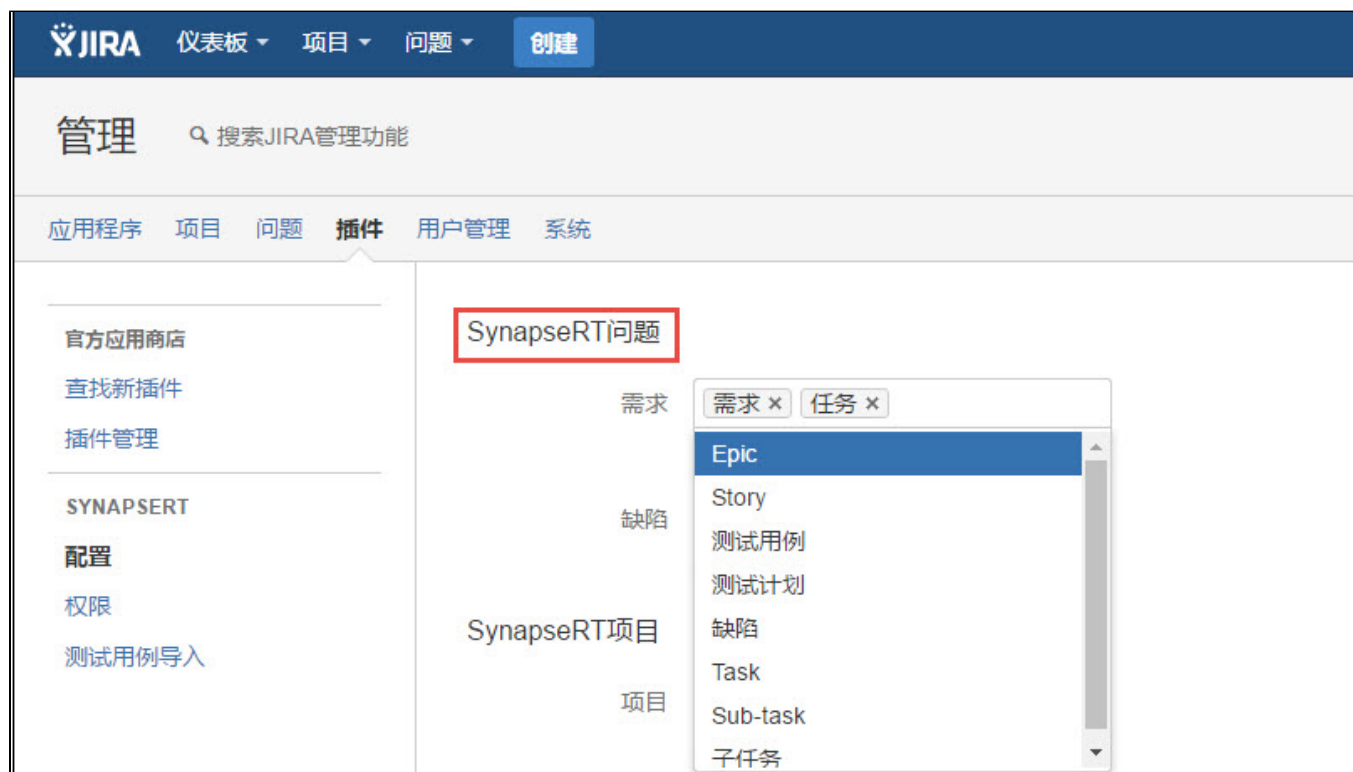 JIRA 仪表板 项目 问题 创建
管理 搜索JIRA管理功能
应用程序 项目 问题 插件 用户管理 系统
官方应用商店
查找新插件
插件管理
SYNAPSERT
配置
权限
测试用例导入
SynapseRT问题
需求 需求 × 任务 ×
Epic
Story
测试用例
缺陷
测试计划
SynapseRT项目
缺陷
Task
项目
Sub-task
子任务